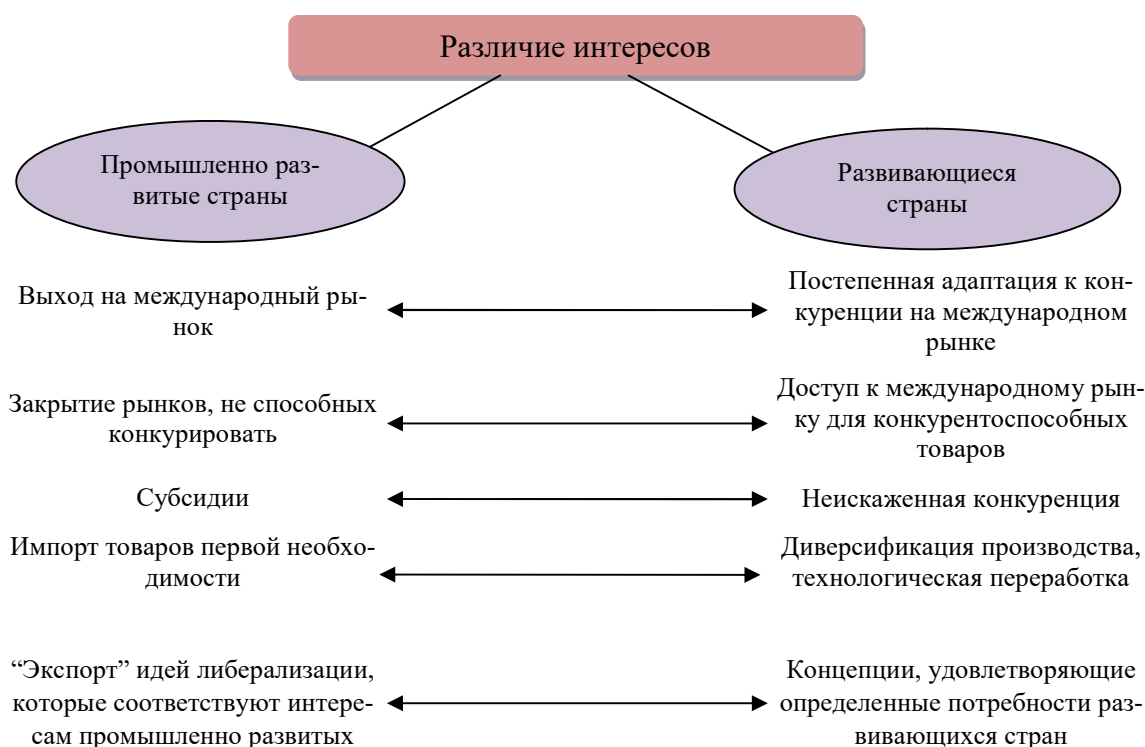 Различие интересов
Промышленно раз-
витые страны
Развивающиеся
страны
Выход на международный ры-
нок
Постепенная адаптация к кон-
куренции на международном
рынке
Закрытие рынков, не способных
конкурировать
Доступ к международному рын-
ку для конкурентоспособных
товаров
Субсидии
Неискаженная конкуренция
Импорт товаров первой необхо-
димости
Диверсификация производства,
технологическая переработка
“Экспорт” идей либерализации,
которые соответствуют интере-
сам промышленно развитых
Концепции, удовлетворяющие
определенные потребности раз-
вивающихся стран